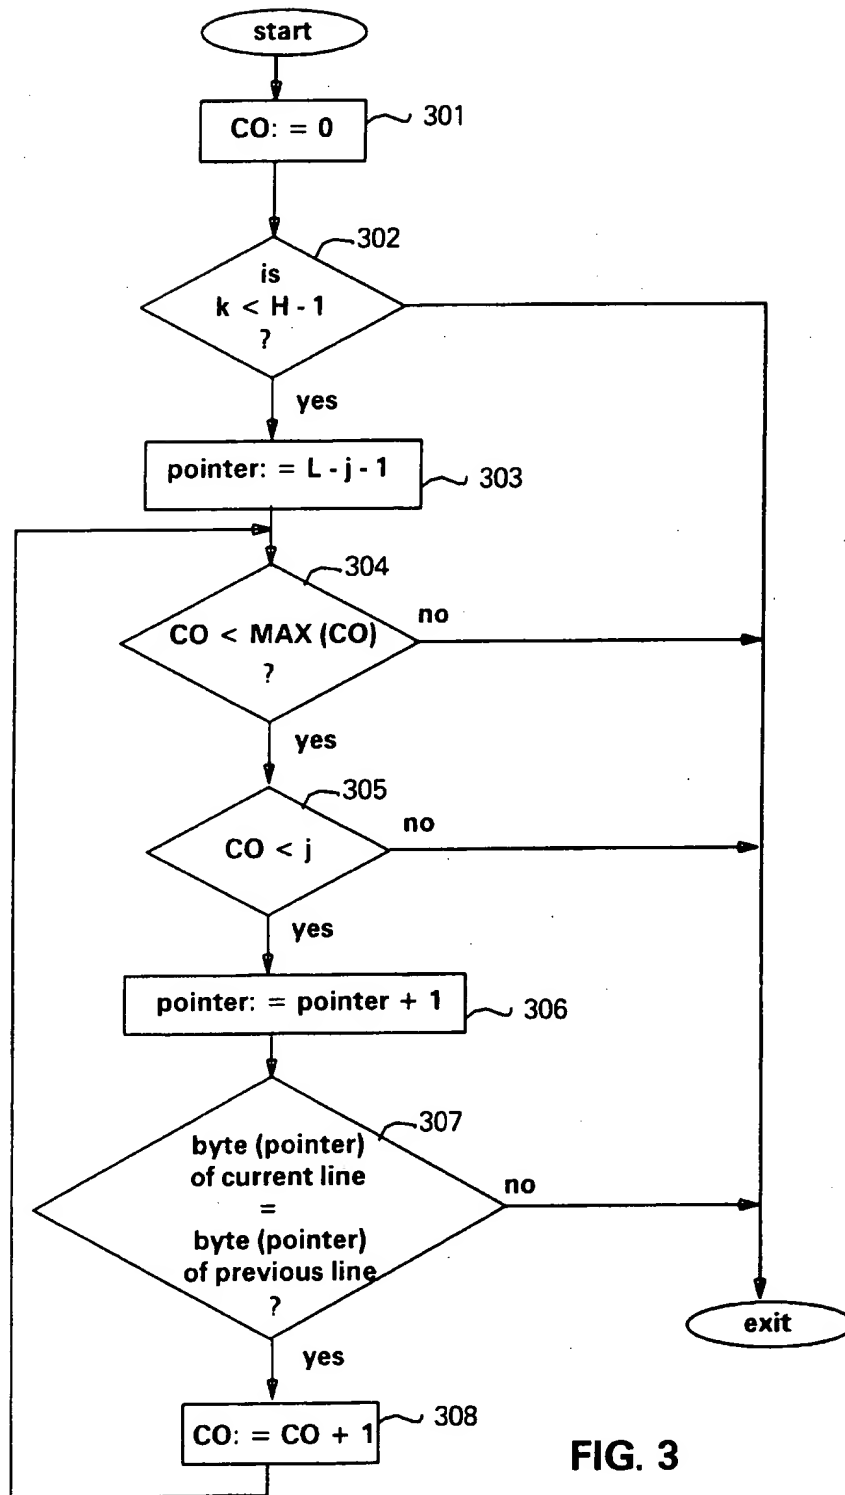 start
CO: = 0
301
302
is
k < H - 1
?
yes
pointer: = L - j - 1
303
304
CO < MAX (CO)
?
no
yes
305
CO < j
no
yes
pointer: = pointer + 1
306
307
byte (pointer)
of current line
=
byte (pointer)
of previous line
?
no
exit
yes
CO: = CO + 1
308
FIG. 3